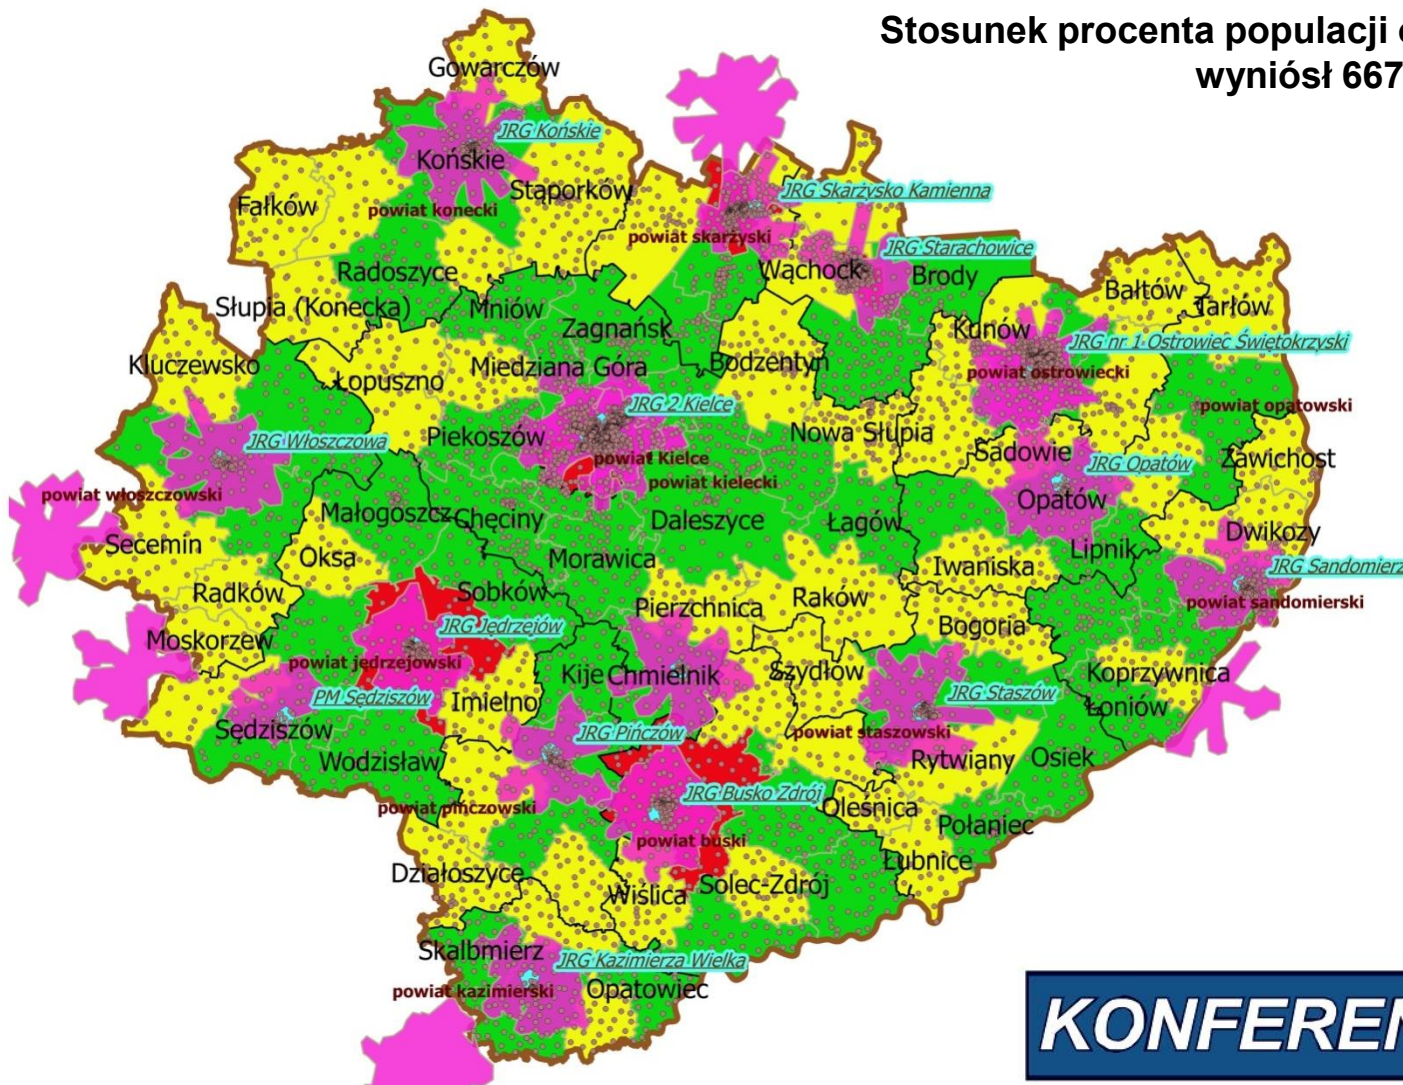 Stosunek procenta populacji
wyniósł 667
Gowarczów
JRG Końskie
Końskie
Stąporków
JRG Skarżysko Kamienna
Fałków
powiat konecki
powiat skarżyski
JRG Starachowice
Radoszyce
Wąchock
Brody
Bałtów
Tarłów
Słupia (Konecka)
Mniów
Zagnańsk
Kunów
JRG nr 1 Ostrowiec Świętokrzyski
Kluczewsko
Łopuszno
Miedziana Góra
Bodzentyn
powiat ostrowiecki
JRG 2 Kielce
powiat opatowski
JRG Włoszczowa
Piekoszów
Nowa Słupia
powiat Kielce
Sadowie
JRG Opatów
Zawichost
powiat włoszczowski
powiat kielecki
Opatów
Małogoszcz
Chęciny
Daleszyce
Łagów
Dwikozy
Secemin
Oksa
Morawica
Lipnik
Iwaniska
JRG Sandomierz
Radków
Sobków
Pierzchnica
Raków
powiat sandomierski
Moskorzew
JRG Jędrzejów
Bogoria
powiat jędrzejowski
Kije
Chmielnik
Szydłów
Koprzywnica
PM Sędziszów
Imielno
JRG Staszów
Łoniów
Sędziszów
JRG Pińczów
powiat staszowski
Wodzisław
Rytwiany
Osiek
JRG Busko Zdrój
powiat pińczowski
Oleśnica
Połaniec
powiat buski
Łubnice
Działoszyce
Wiślica
Solec-Zdrój
Skalbmierz
JRG Kazimierza Wielka
powiat kazimierski
Opatowiec
KONFEREN